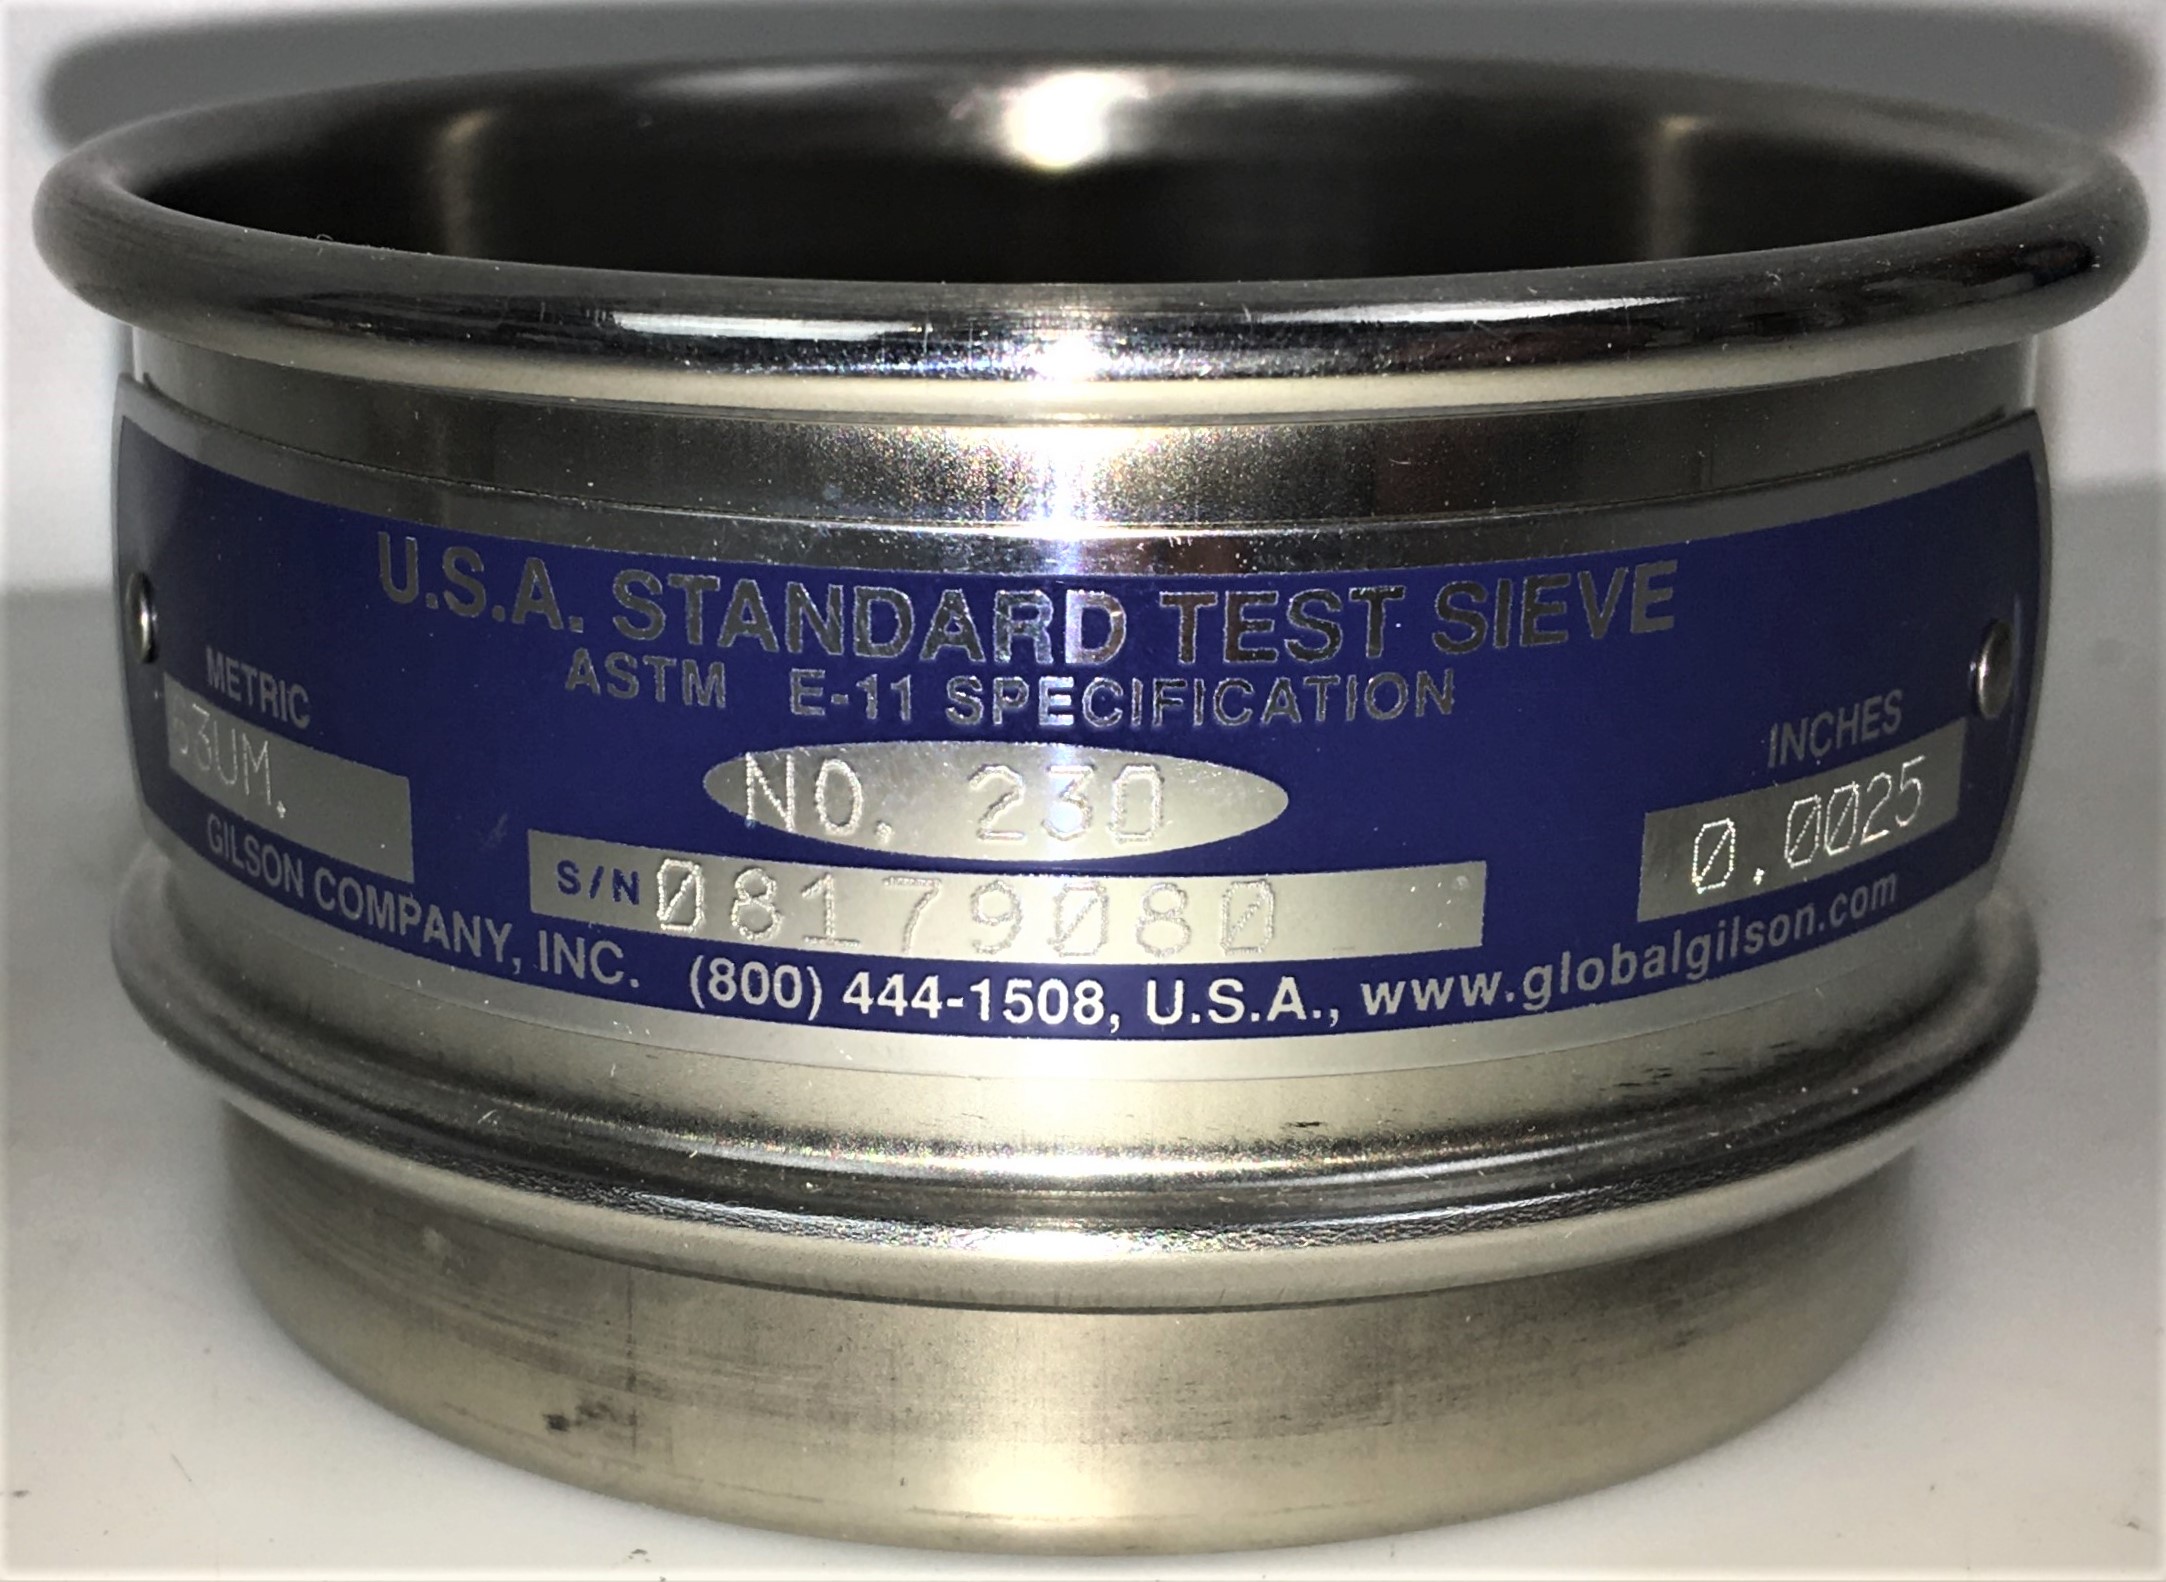 U.S.A. STANDARD TEST SIEVE
ASTM E-11 SPECIFICATION
METRIC
63UM.
NO. 230
INCHES
0.0025
S/N 08179080
GILSON COMPANY, INC. (800) 444-1508, U.S.A., www.globalgilson.com